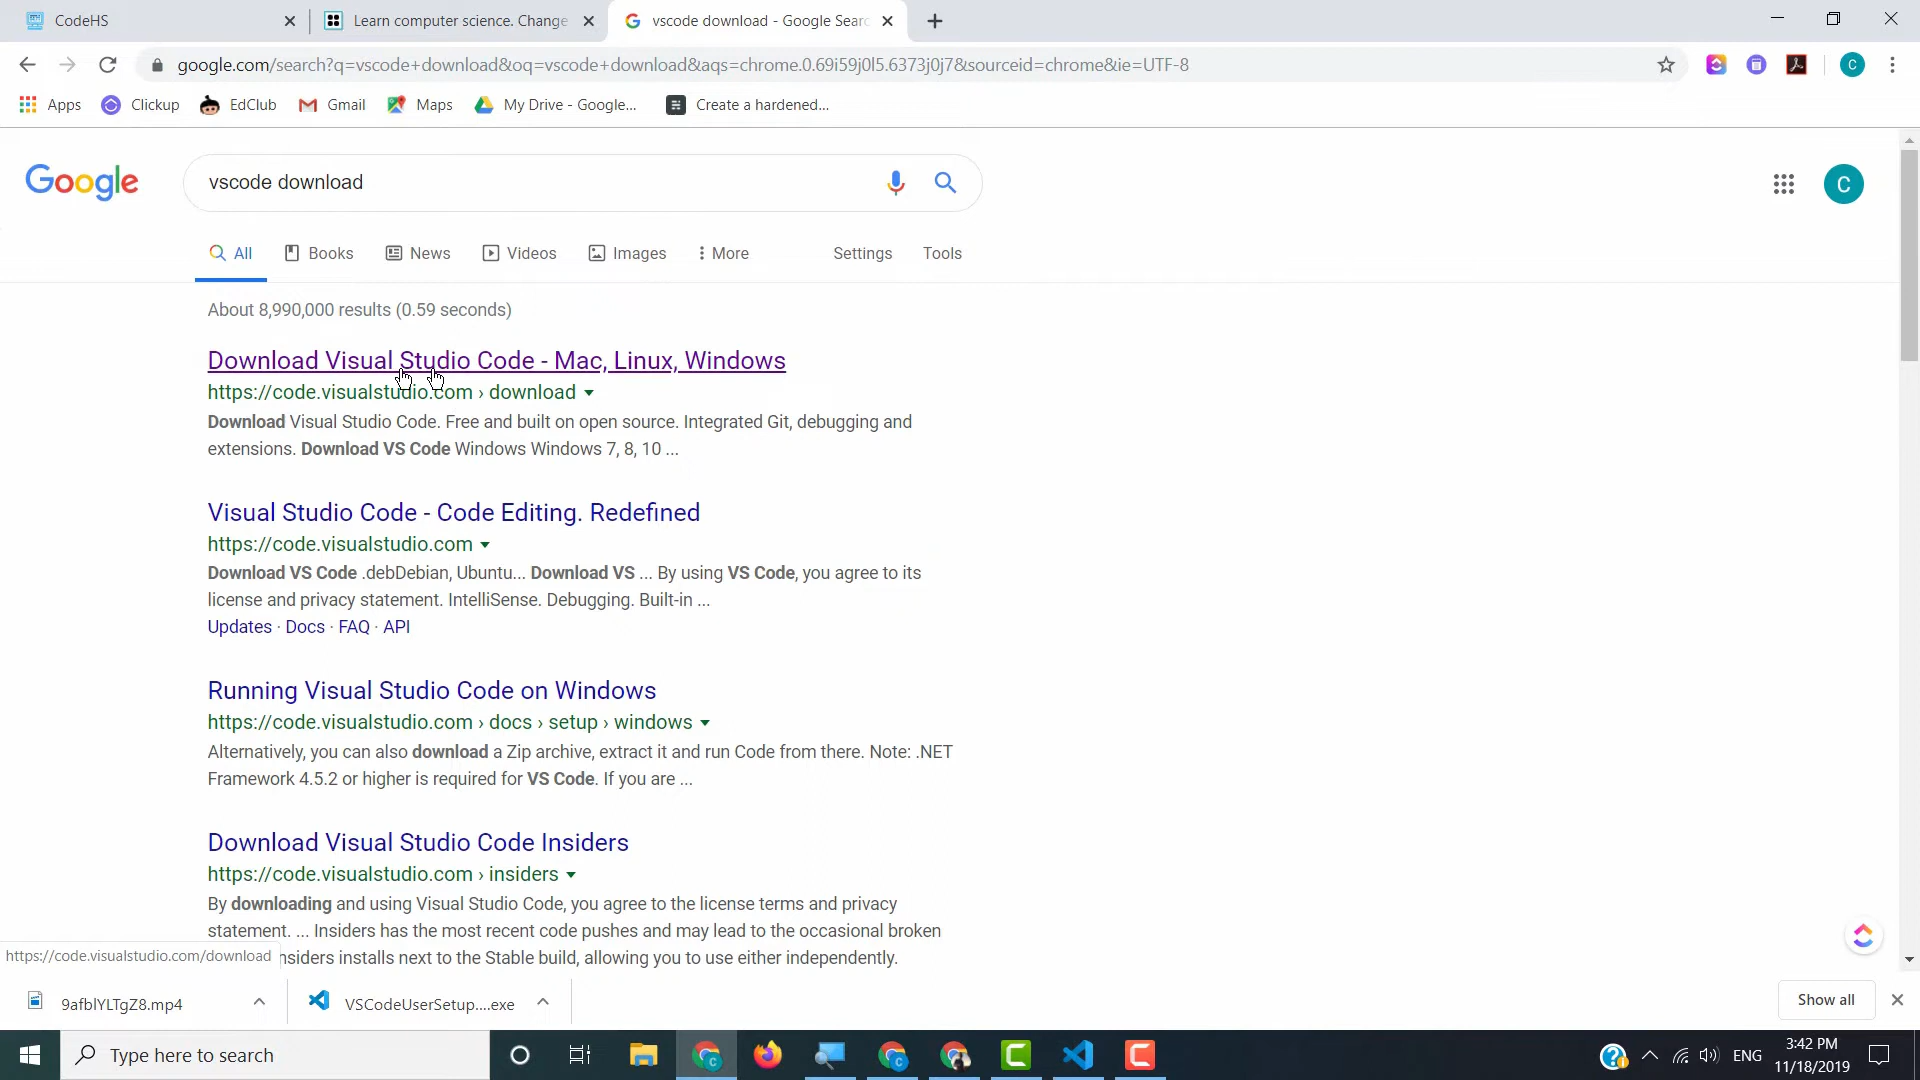 CodeHS
Learn computer science. Change
vscode download - Google Sear
google.com/search?q=vscode+download&oq=vscode+download&aqs=chrome.0.69i59j0l5.6373j0j7&sourceid=chrome&ie=UTF-8
Apps
Clickup
EdClub
Gmail
Maps
My Drive - Google...
Create a hardened...
Google
vscode download
C
All
Books
News
Videos
Images
More
Settings
Tools
About 8,990,000 results (0.59 seconds)
Download Visual Studio Code - Mac, Linux, Windows
https://code.visualstudio.com › download
Download Visual Studio Code. Free and built on open source. Integrated Git, debugging and
extensions. Download VS Code Windows Windows 7, 8, 10 ...
Visual Studio Code - Code Editing. Redefined
https://code.visualstudio.com
Download VS Code .debDebian, Ubuntu... Download VS ... By using VS Code, you agree to its
license and privacy statement. IntelliSense. Debugging. Built-in ...
Updates · Docs · FAQ · API
Running Visual Studio Code on Windows
https://code.visualstudio.com › docs › setup › windows
Alternatively, you can also download a Zip archive, extract it and run Code from there. Note: .NET
Framework 4.5.2 or higher is required for VS Code. If you are ...
Download Visual Studio Code Insiders
https://code.visualstudio.com › insiders
By downloading and using Visual Studio Code, you agree to the license terms and privacy
statement. ... Insiders has the most recent code pushes and may lead to the occasional broken
nsiders installs next to the Stable build, allowing you to use either independently.
https://code.visualstudio.com/download
9afblYLTgZ8.mp4
VSCodeUserSetup....exe
Show all
Type here to search
ENG
3:42 PM
11/18/2019